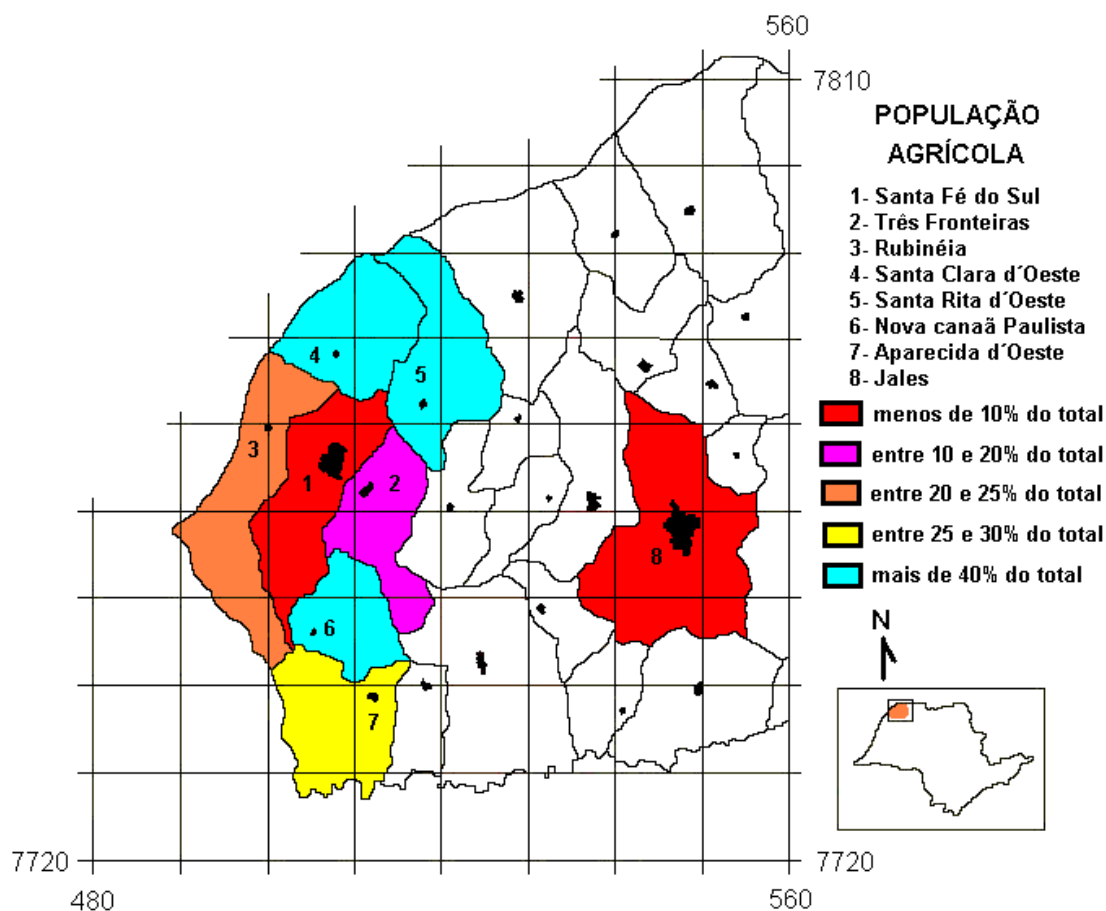 560
7810
POPULAÇÃO
AGRÍCOLA
1- Santa Fé do Sul
2- Três Fronteiras
3- Rubinéia
4- Santa Clara d´Oeste
5- Santa Rita d´Oeste
6- Nova canaã Paulista
7- Aparecida d´Oeste
8- Jales
menos de 10% do total
entre 10 e 20% do total
entre 20 e 25% do total
entre 25 e 30% do total
mais de 40% do total
N
4
5
3
1
2
8
6
7
7720
7720
480
560